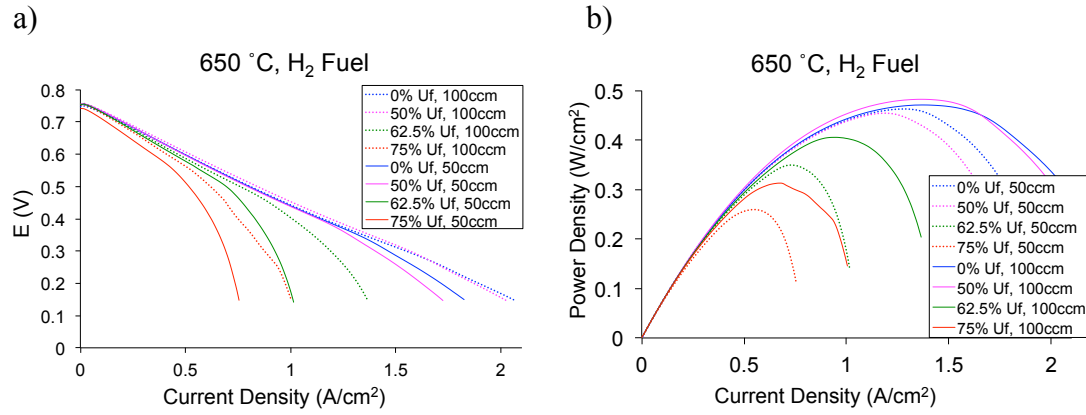 a)
650 ˚C, H2 Fuel
0.8
0.7
0.6
0.5
0.4
0.3
0.2
0.1
0
E (V)
0% Uf, 100ccm
50% Uf, 100ccm
62.5% Uf, 100ccm
75% Uf, 100ccm
0% Uf, 50ccm
50% Uf, 50ccm
62.5% Uf, 50ccm
75% Uf, 50ccm
0 0.5 1 1.5 2
Current Density (A/cm2)
b)
650 ˚C, H2 Fuel
0.5
0.4
0.3
0.2
0.1
0
Power Density (W/cm2)
0% Uf, 50ccm
50% Uf, 50ccm
62.5% Uf, 50ccm
75% Uf, 50ccm
0% Uf, 100ccm
50% Uf, 100ccm
62.5% Uf, 100ccm
75% Uf, 100ccm
0 0.5 1 1.5 2
Current Density (A/cm2)